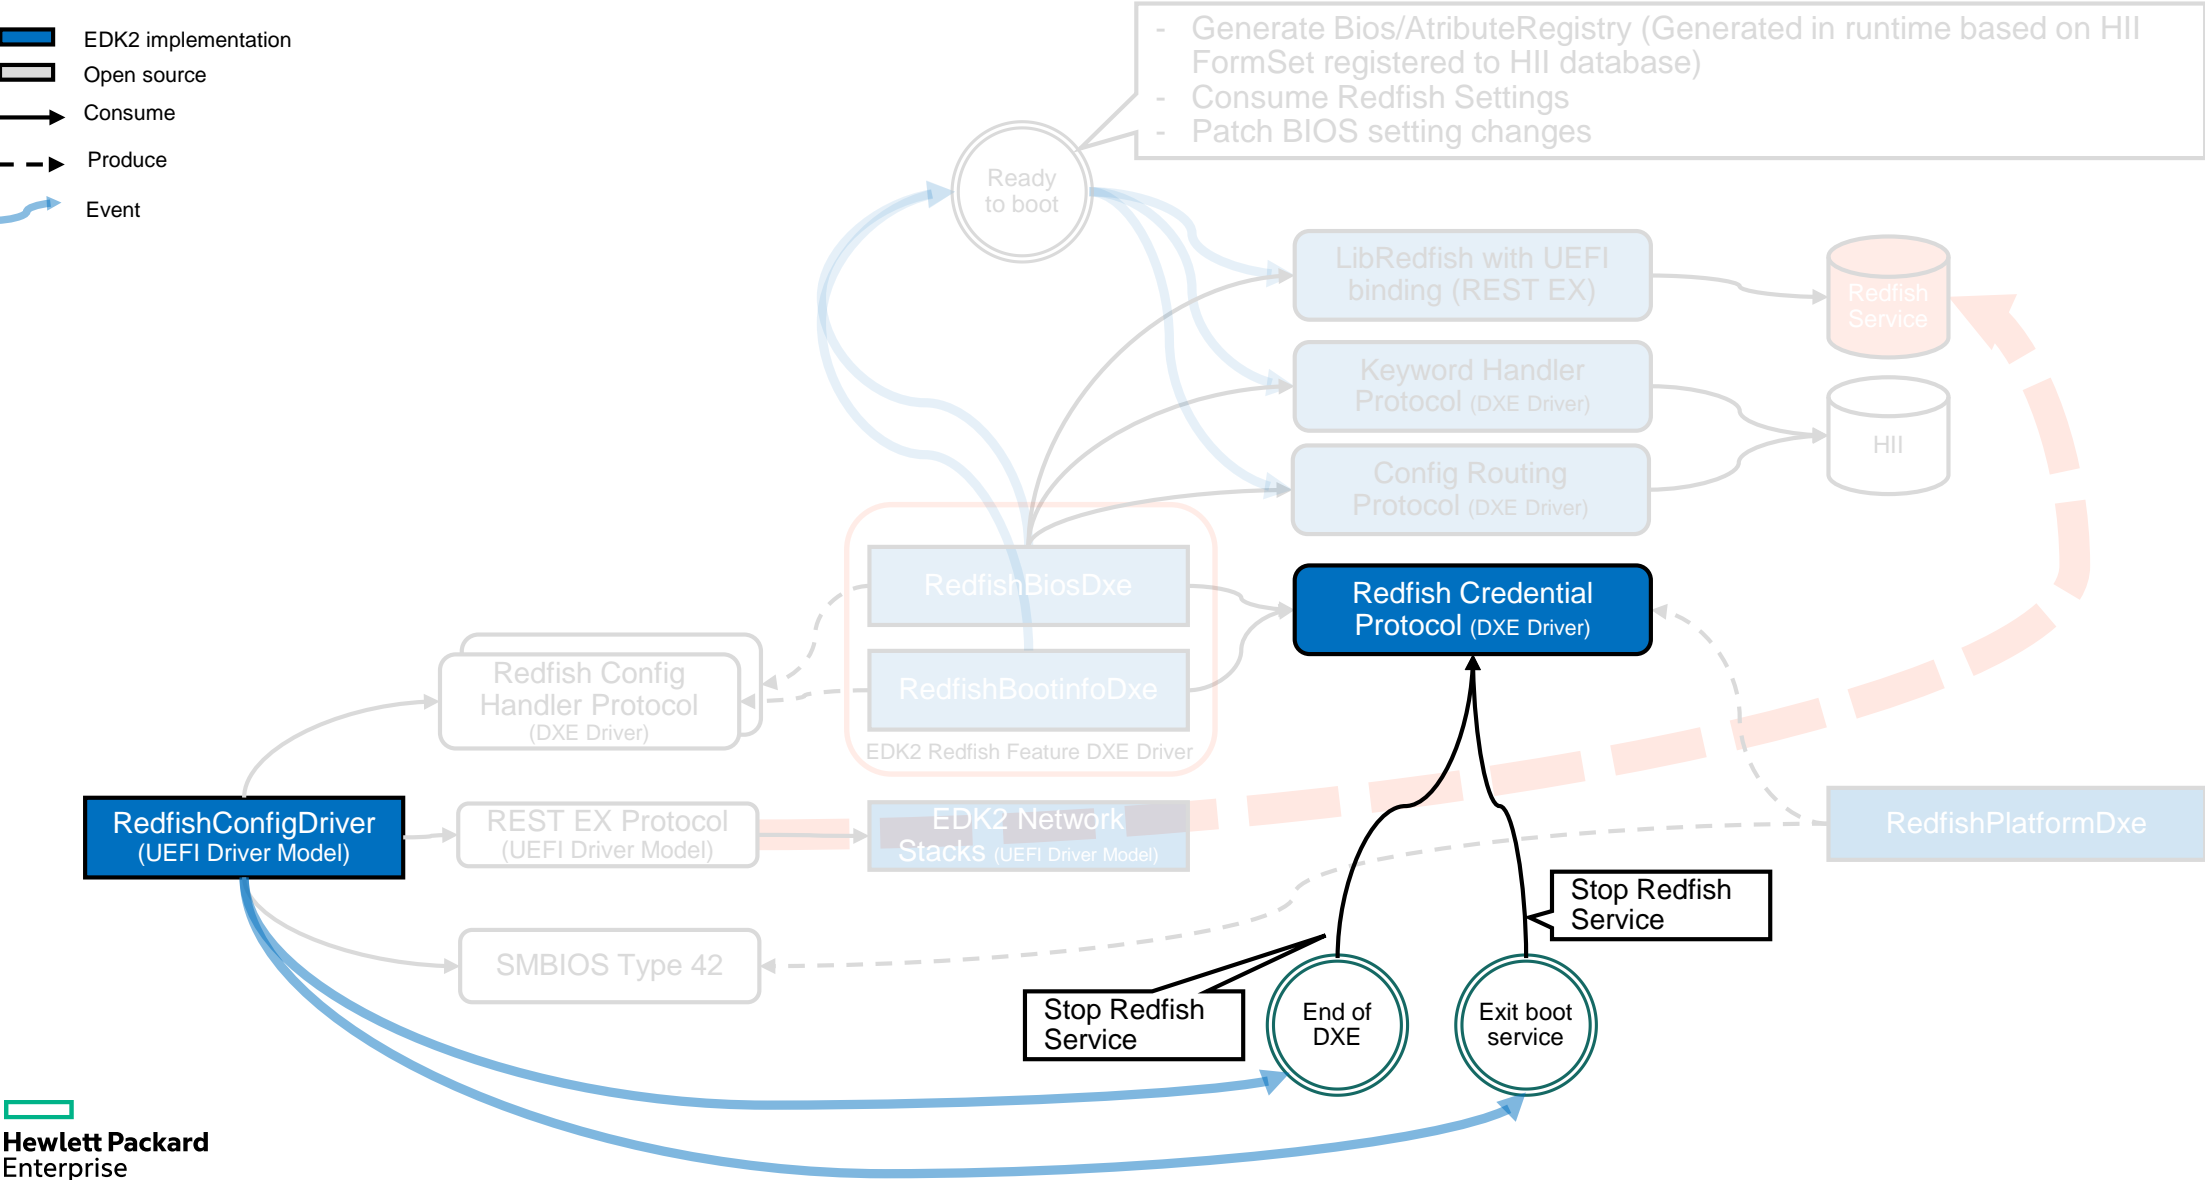 EDK2 implementation
Open source
Consume
Produce
Event
- Generate Bios/AtributeRegistry (Generated in runtime based on HII
FormSet registered to HII database)
- Consume Redfish Settings
- Patch BIOS setting changes
Ready
to boot
LibRedfish with UEFI
binding (REST EX)
Redfish
Service
Keyword Handler
Protocol (DXE Driver)
HII
Config Routing
Protocol (DXE Driver)
RedfishBiosDxe
Redfish Credential
Protocol (DXE Driver)
Redfish Config
Handler Protocol
(DXE Driver)
RedfishBootinfoDxe
EDK2 Redfish Feature DXE Driver
RedfishConfigDriver
(UEFI Driver Model)
REST EX Protocol
(UEFI Driver Model)
EDK2 Network
Stacks (UEFI Driver Model)
RedfishPlatformDxe
Stop Redfish
Service
SMBIOS Type 42
Stop Redfish
Service
End of
DXE
Exit boot
service
Hewlett Packard
Enterprise